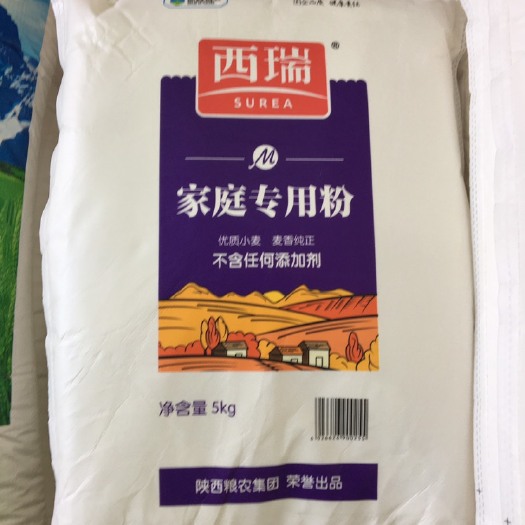 西瑞
®
SUREA
M
家庭专用粉
优质小麦 麦香纯正
不含任何添加剂
净含量 5kg
陕西粮农集团 荣誉出品